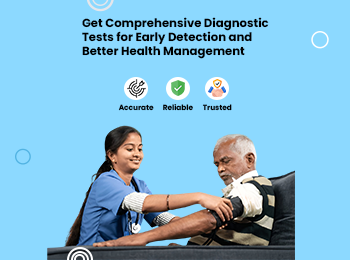 Get Comprehensive Diagnostic
Tests for Early Detection and
Better Health Management
Accurate Reliable Trusted